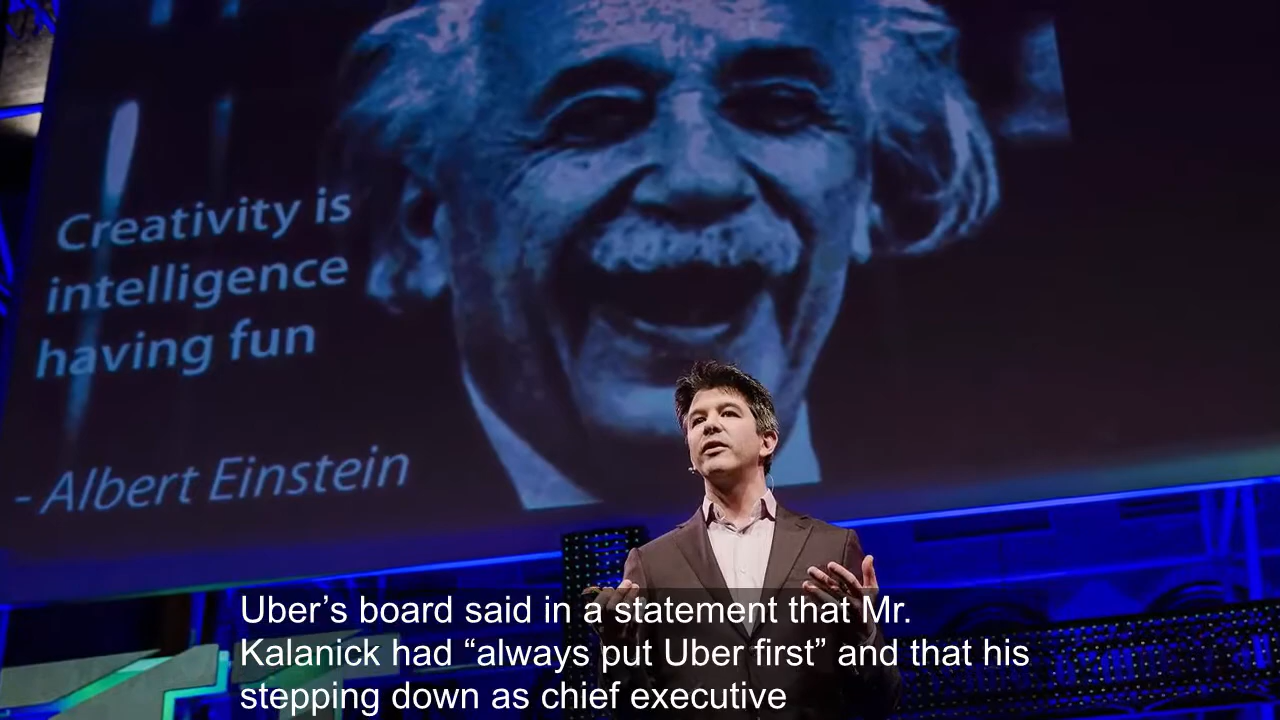 Creativity is
intelligence
having fun
- Albert Einstein
Uber’s board said in a statement that Mr.
Kalanick had “always put Uber first” and that his
stepping down as chief executive